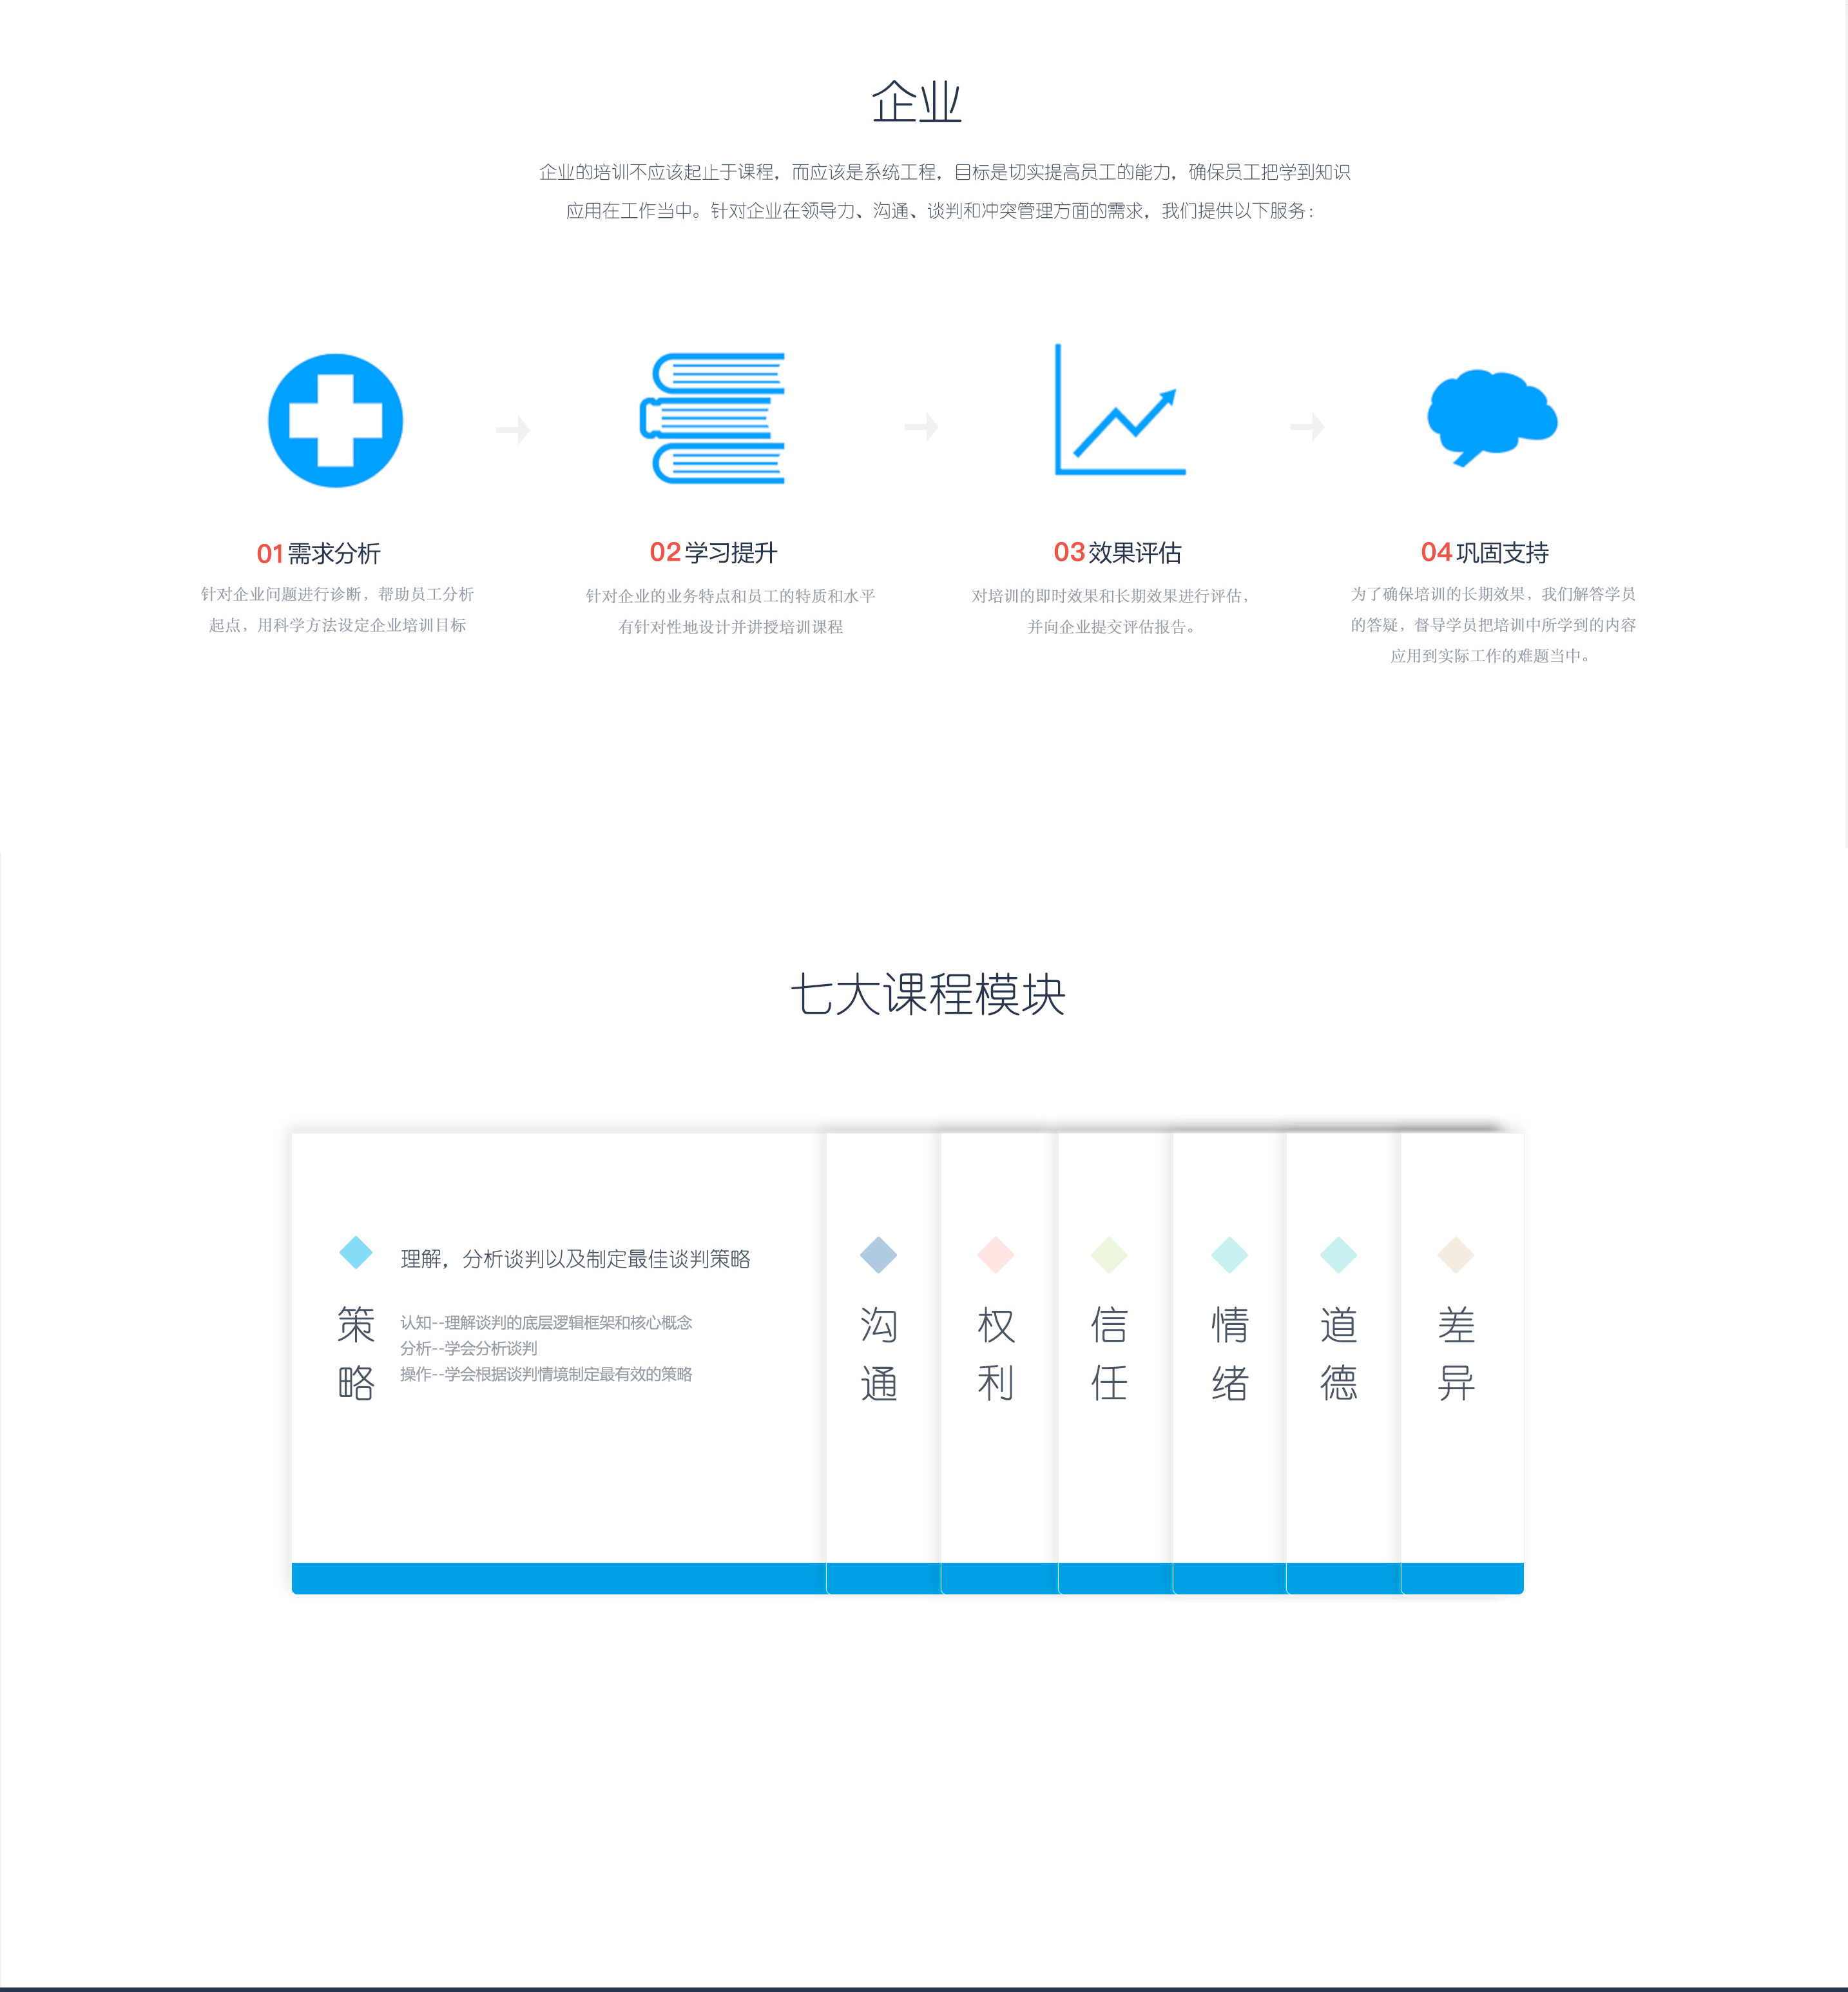 企业
企业的培训不应该起止于课程，而应该是系统工程，目标是切实提高员工的能力，确保员工把学到知识
应用在工作当中。针对企业在领导力、沟通、谈判和冲突管理方面的需求，我们提供以下服务：
01 需求分析
针对企业问题进行诊断，帮助员工分析
起点，用科学方法设定企业培训目标
02 学习提升
针对企业的业务特点和员工的特质和水平
有针对性地设计并讲授培训课程
03 效果评估
对培训的即时效果和长期效果进行评估，
并向企业提交评估报告。
04 巩固支持
为了确保培训的长期效果，我们解答学员
的答疑，督导学员把培训中所学到的内容
应用到实际工作的难题当中。
七大课程模块
策略
理解，分析谈判以及制定最佳谈判策略
认知--理解谈判的底层逻辑框架和核心概念
分析--学会分析谈判
操作--学会根据谈判情境制定最有效的策略
沟通
权利
信任
情绪
道德
差异